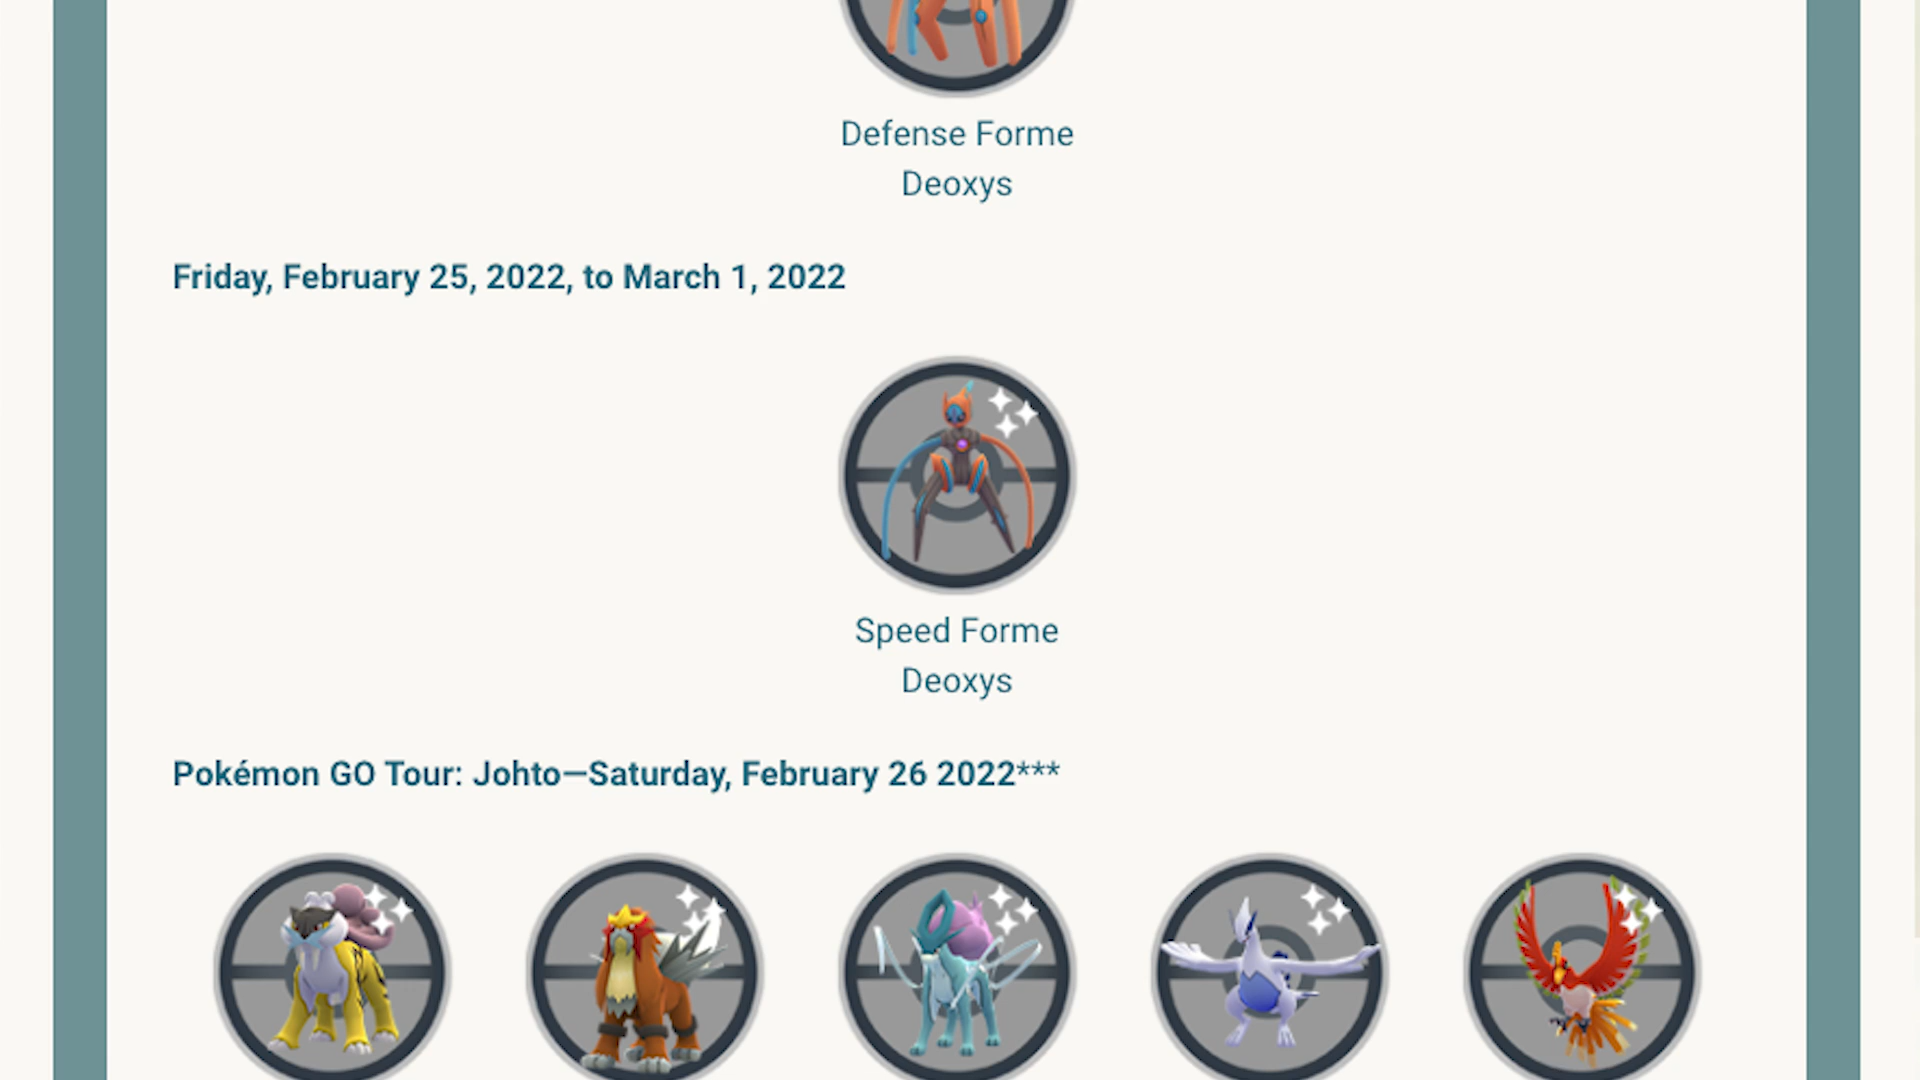 Defense Forme
Deoxys
Friday, February 25, 2022, to March 1, 2022
Speed Forme
Deoxys
Pokémon GO Tour: Johto—Saturday, February 26 2022***